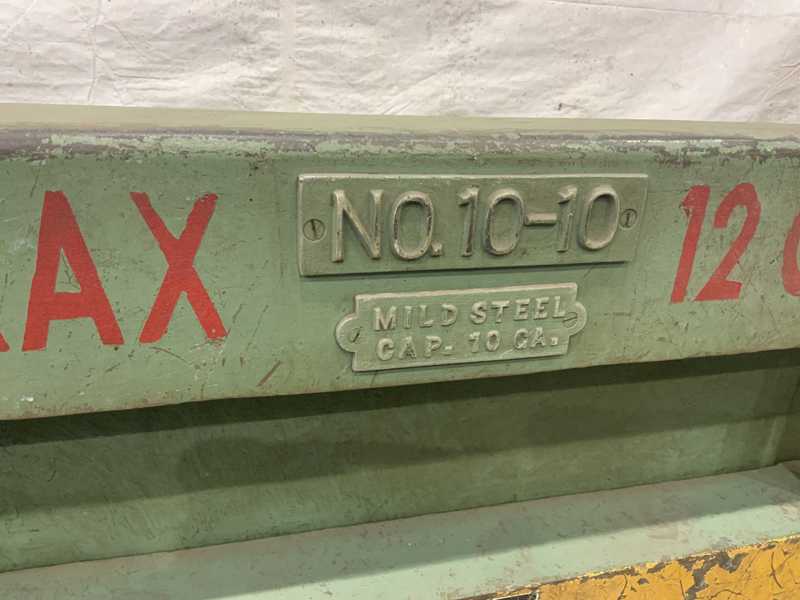 AX
NO. 10-10
12
MILD STEEL
CAP. 10 GA.